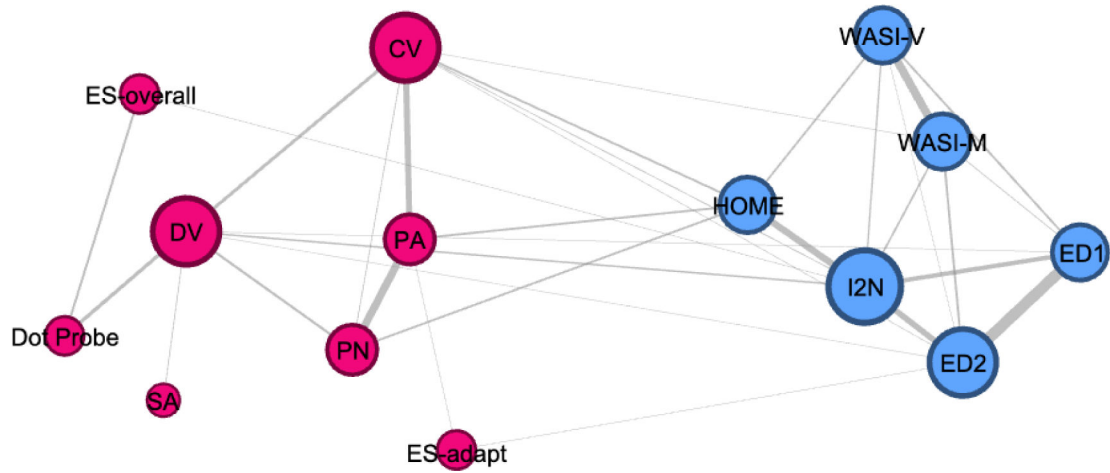 WASI-V
CV
ES-overall
WASI-M
HOME
DV
PA
ED1
I2N
Dot Probe
PN
ED2
SA
ES-adapt